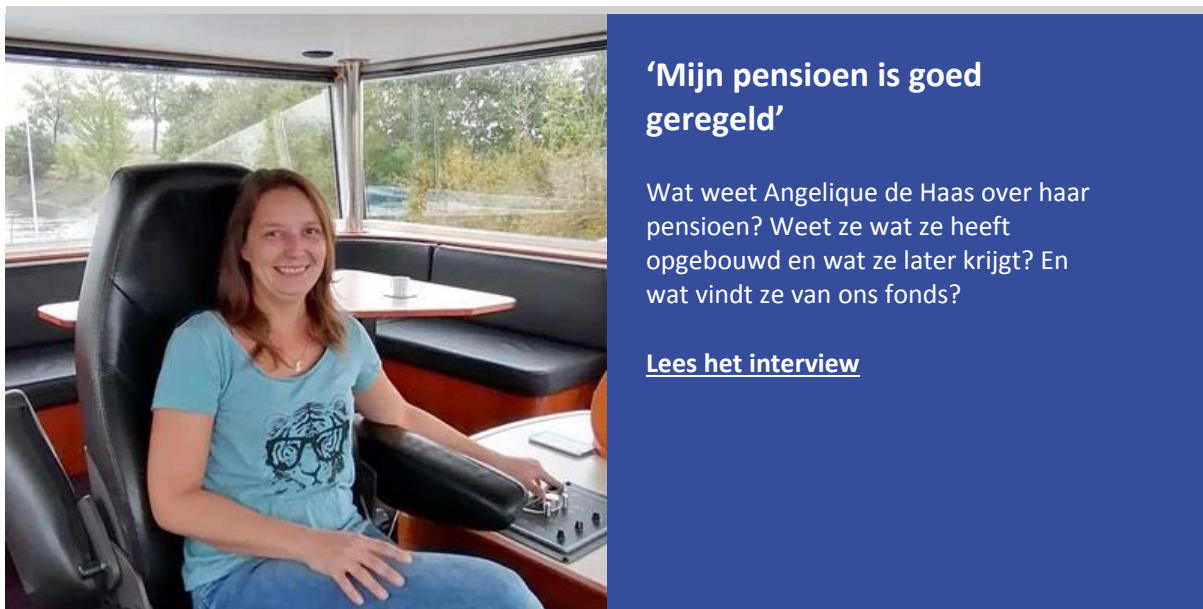 ‘Mijn pensioen is goed
geregeld’
Wat weet Angelique de Haas over haar
pensioen? Weet ze wat ze heeft
opgebouwd en wat ze later krijgt? En
wat vindt ze van ons fonds?
Lees het interview